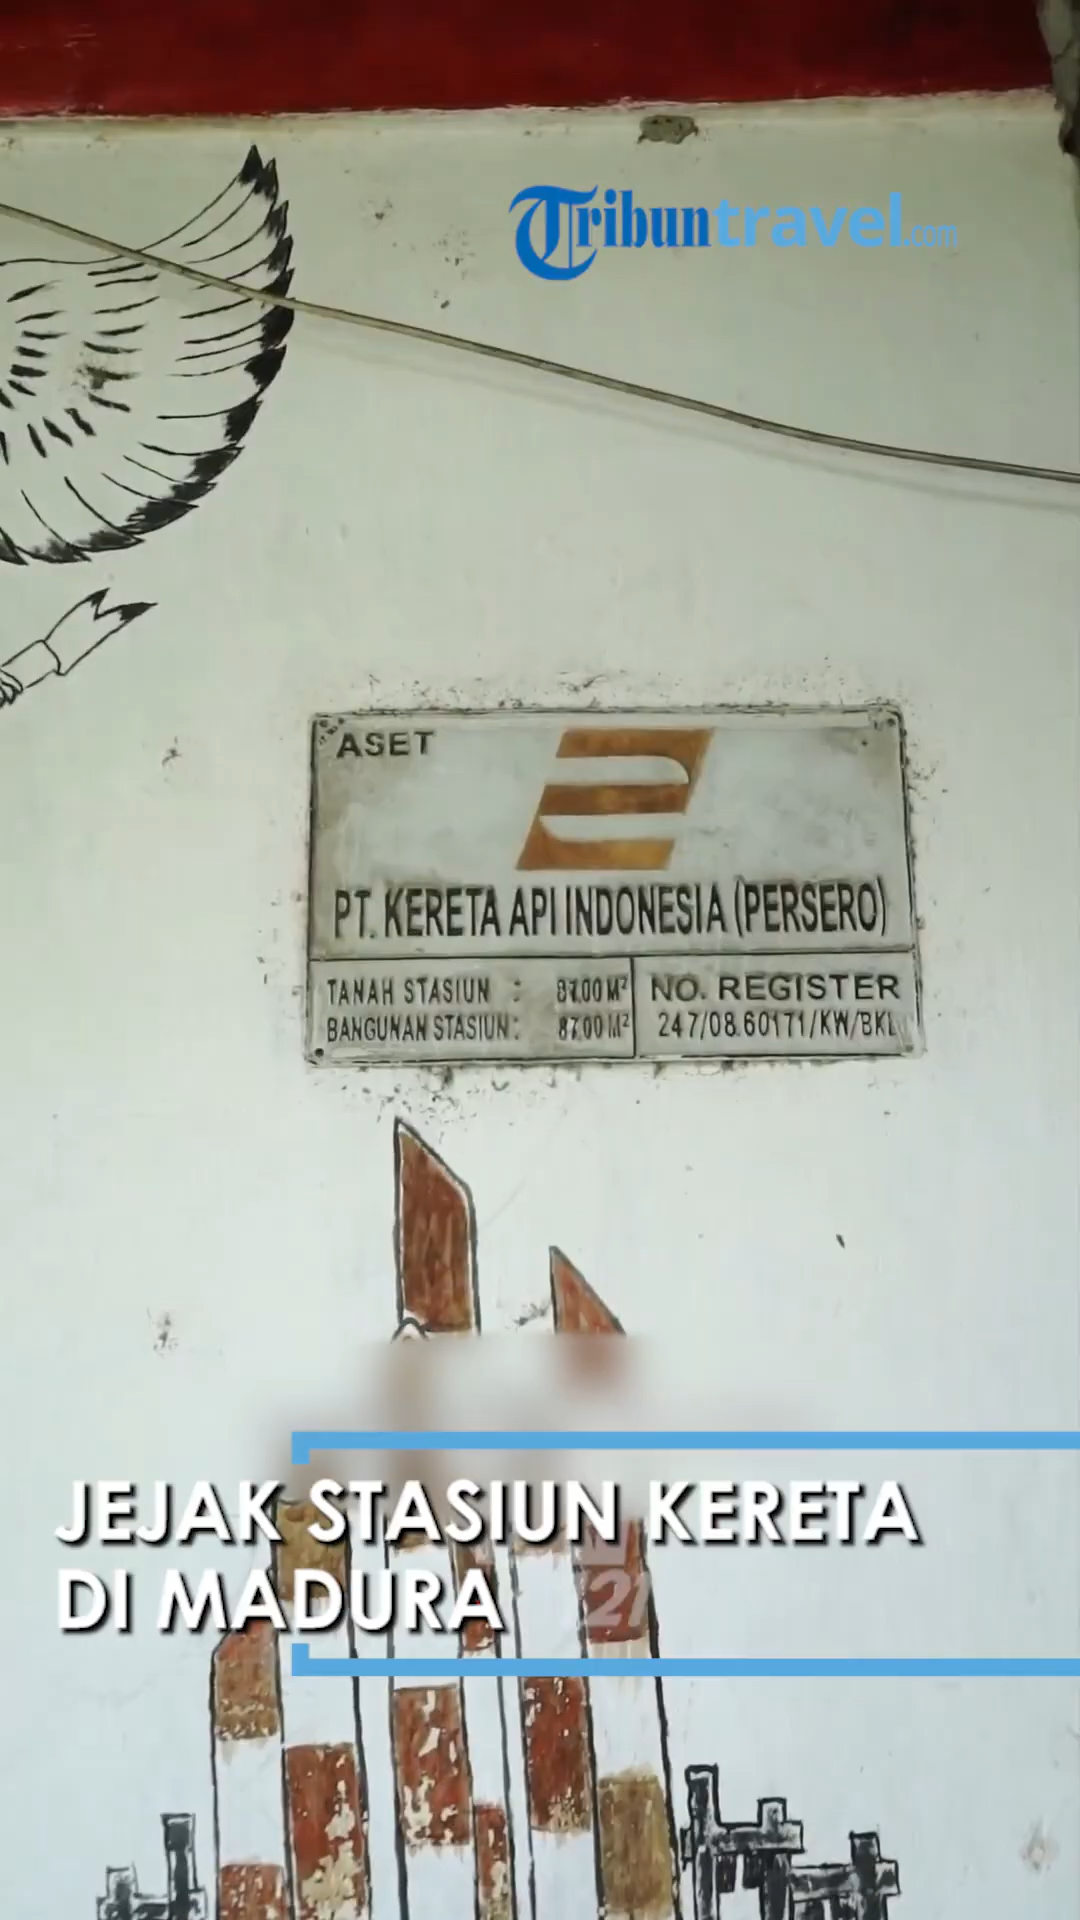 Tribuntravel.com
ASET
PT. KERETA API INDONESIA (PERSERO)
TANAH STASIUN : 87.00 M²
BANGUNAN STASIUN : 87.00 M²
NO. REGISTER
247/08.60171/KW/BKL
JEJAK STASIUN KERETA
DI MADURA
21